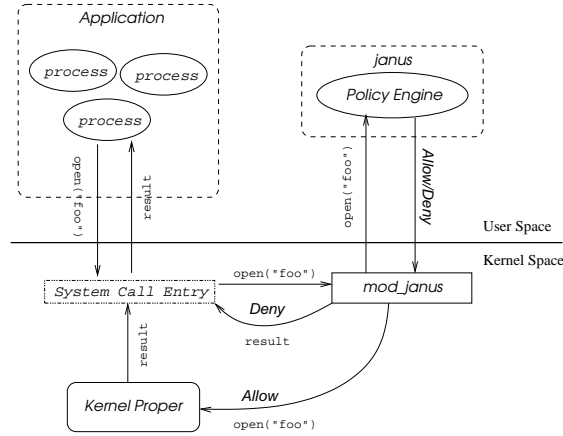 Application
process
process
process
janus
Policy Engine
open("foo")
result
open("foo")
Allow/Deny
User Space
Kernel Space
System Call Entry
open("foo")
mod_janus
Deny
result
result
Kernel Proper
Allow
open("foo")